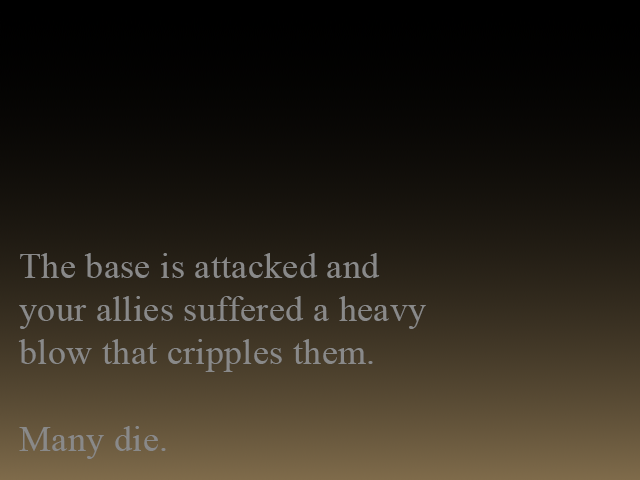 The base is attacked and
your allies suffered a heavy
blow that cripples them.
Many die.